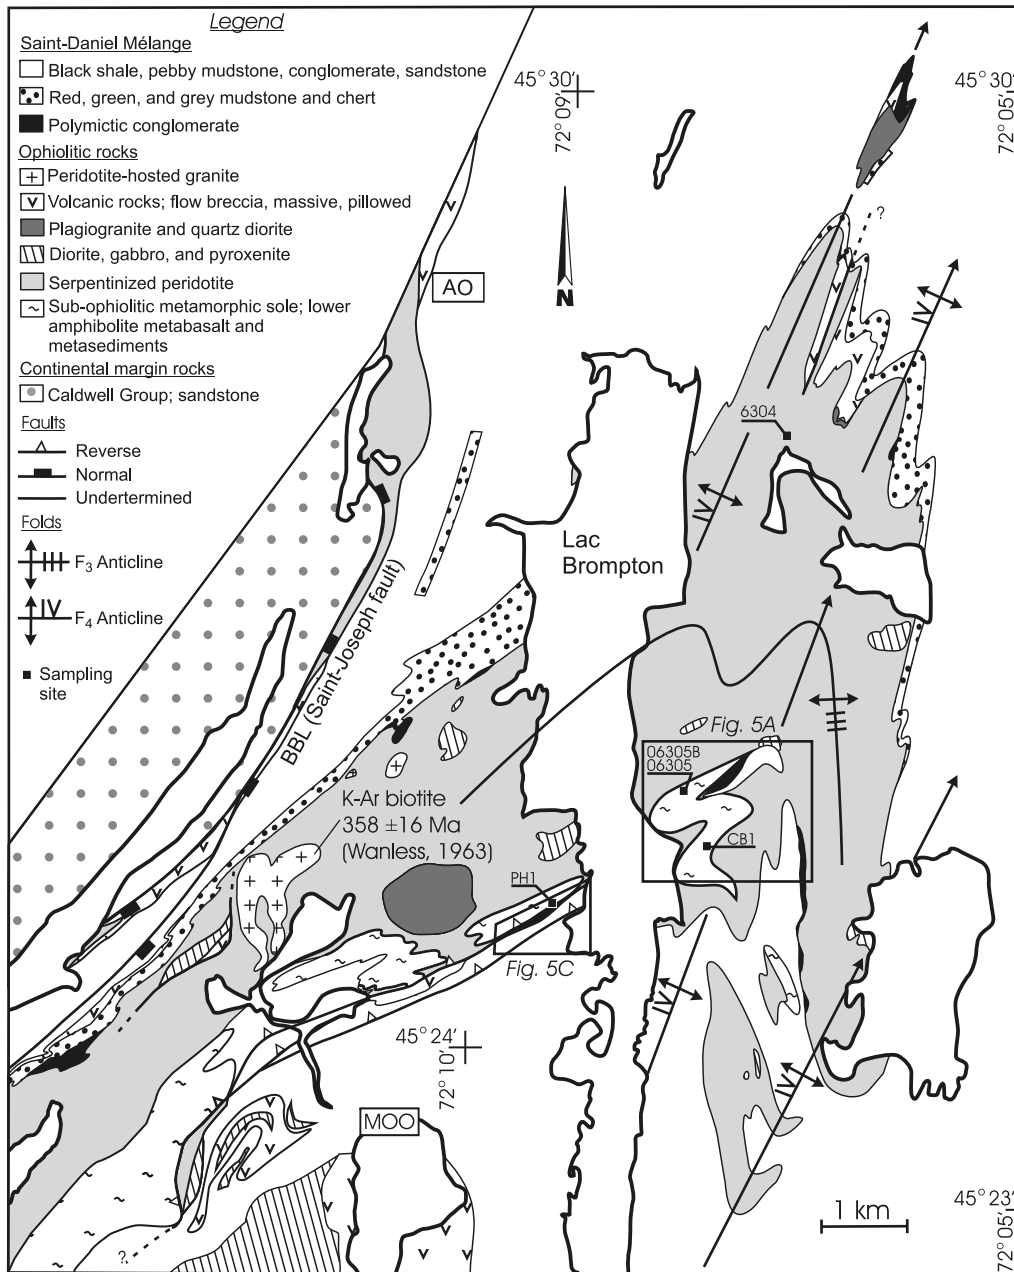 Legend
Saint-Daniel Mélange
Black shale, pebby mudstone, conglomerate, sandstone
Red, green, and grey mudstone and chert
Polymictic conglomerate
Ophiolitic rocks
Peridotite-hosted granite
Volcanic rocks; flow breccia, massive, pillowed
Plagiogranite and quartz diorite
Diorite, gabbro, and pyroxenite
Serpentinized peridotite
Sub-ophiolitic metamorphic sole; lower
amphibolite metabasalt and
metasediments
Continental margin rocks
Caldwell Group; sandstone
Faults
Reverse
Normal
Undertermined
Folds
III F3 Anticline
IV F4 Anticline
Sampling
site
45°30'
72°09'
45°30'
72°05'
N
AO
?
IV
6304
IV
Lac
Brompton
BBL (Saint-Joseph fault)
III
Fig. 5A
06305B
06305
CB1
K-Ar biotite
358 ±16 Ma
(Wanless, 1963)
PH1
Fig. 5C
IV
45°24'
72°10'
IV
MOO
?
1 km
45°23'
72°05'